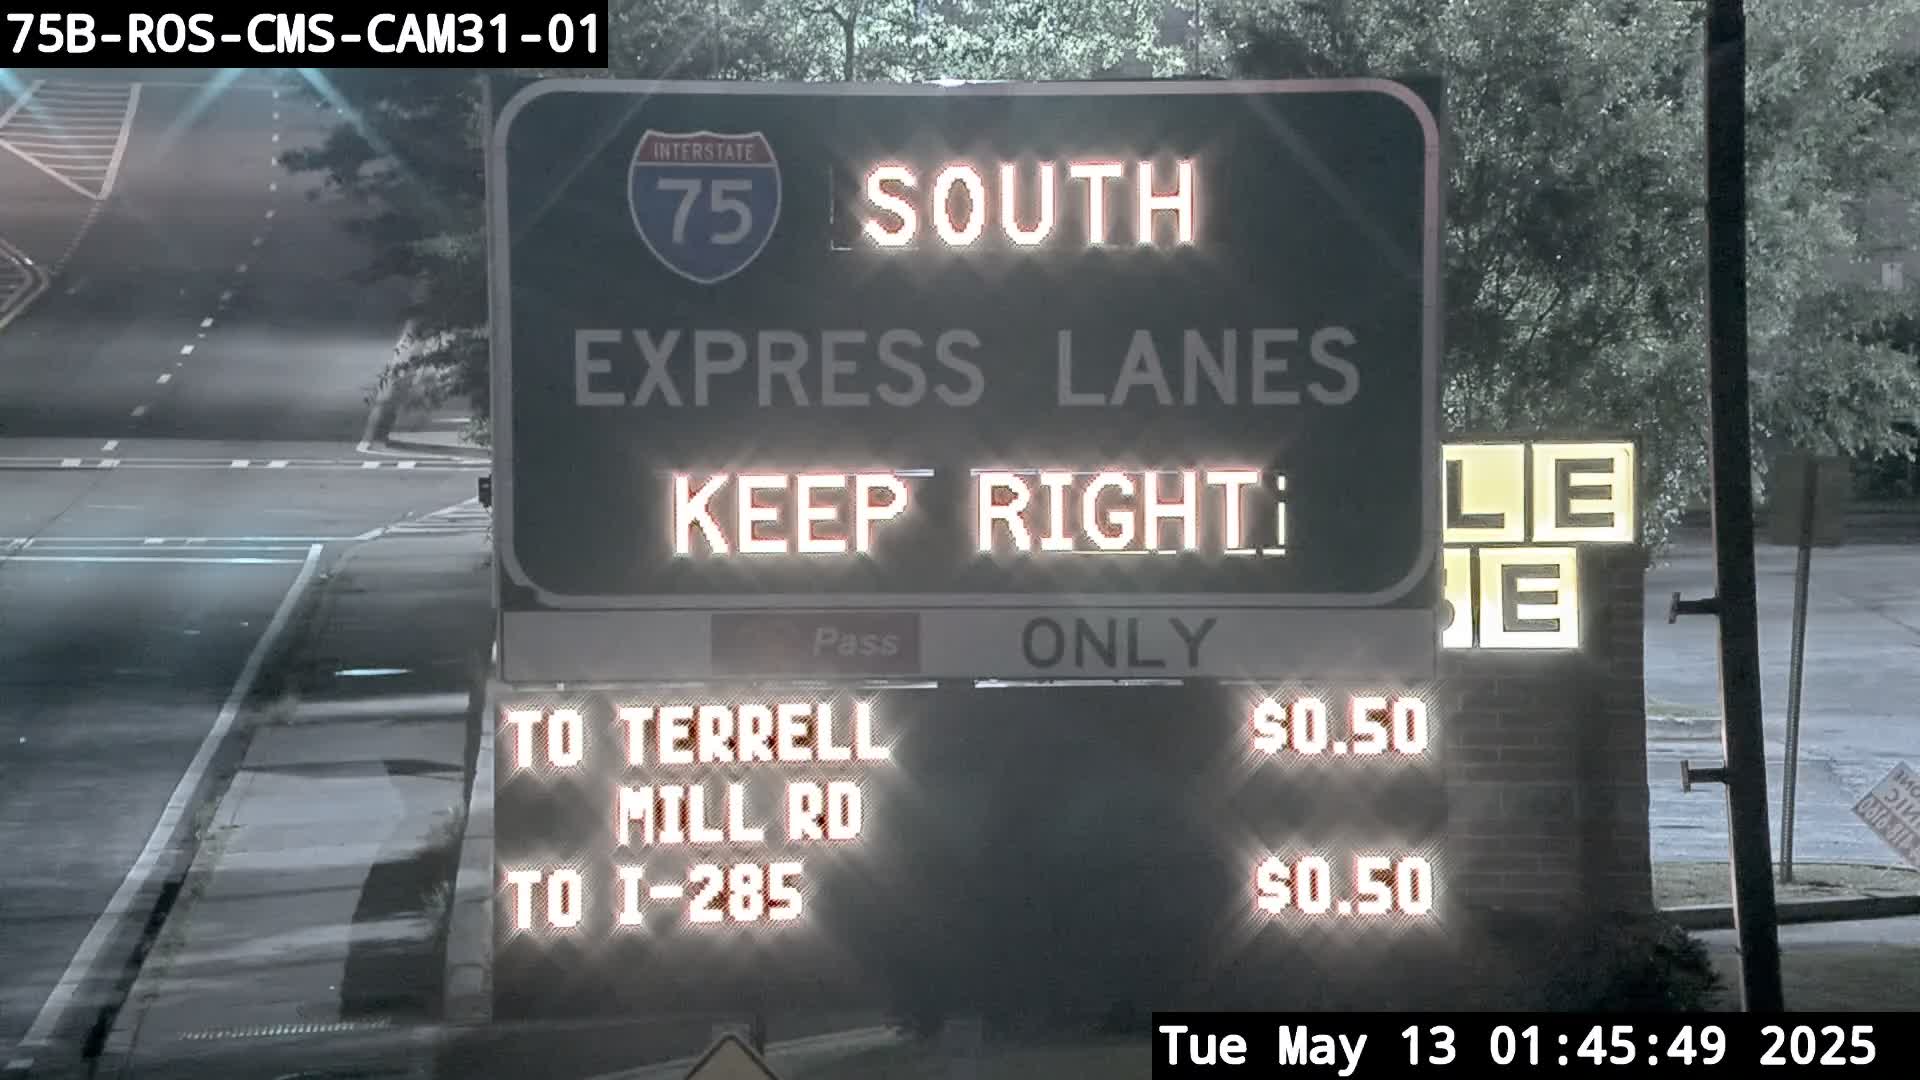 75B-ROS-CMS-CAM31-01
INTERSTATE
75
SOUTH
EXPRESS LANES
KEEP RIGHT
Pass
ONLY
LE
E
TO TERRELL
MILL RD
$0.50
TO I-285
$0.50
Tue May 13 01:45:49 2025